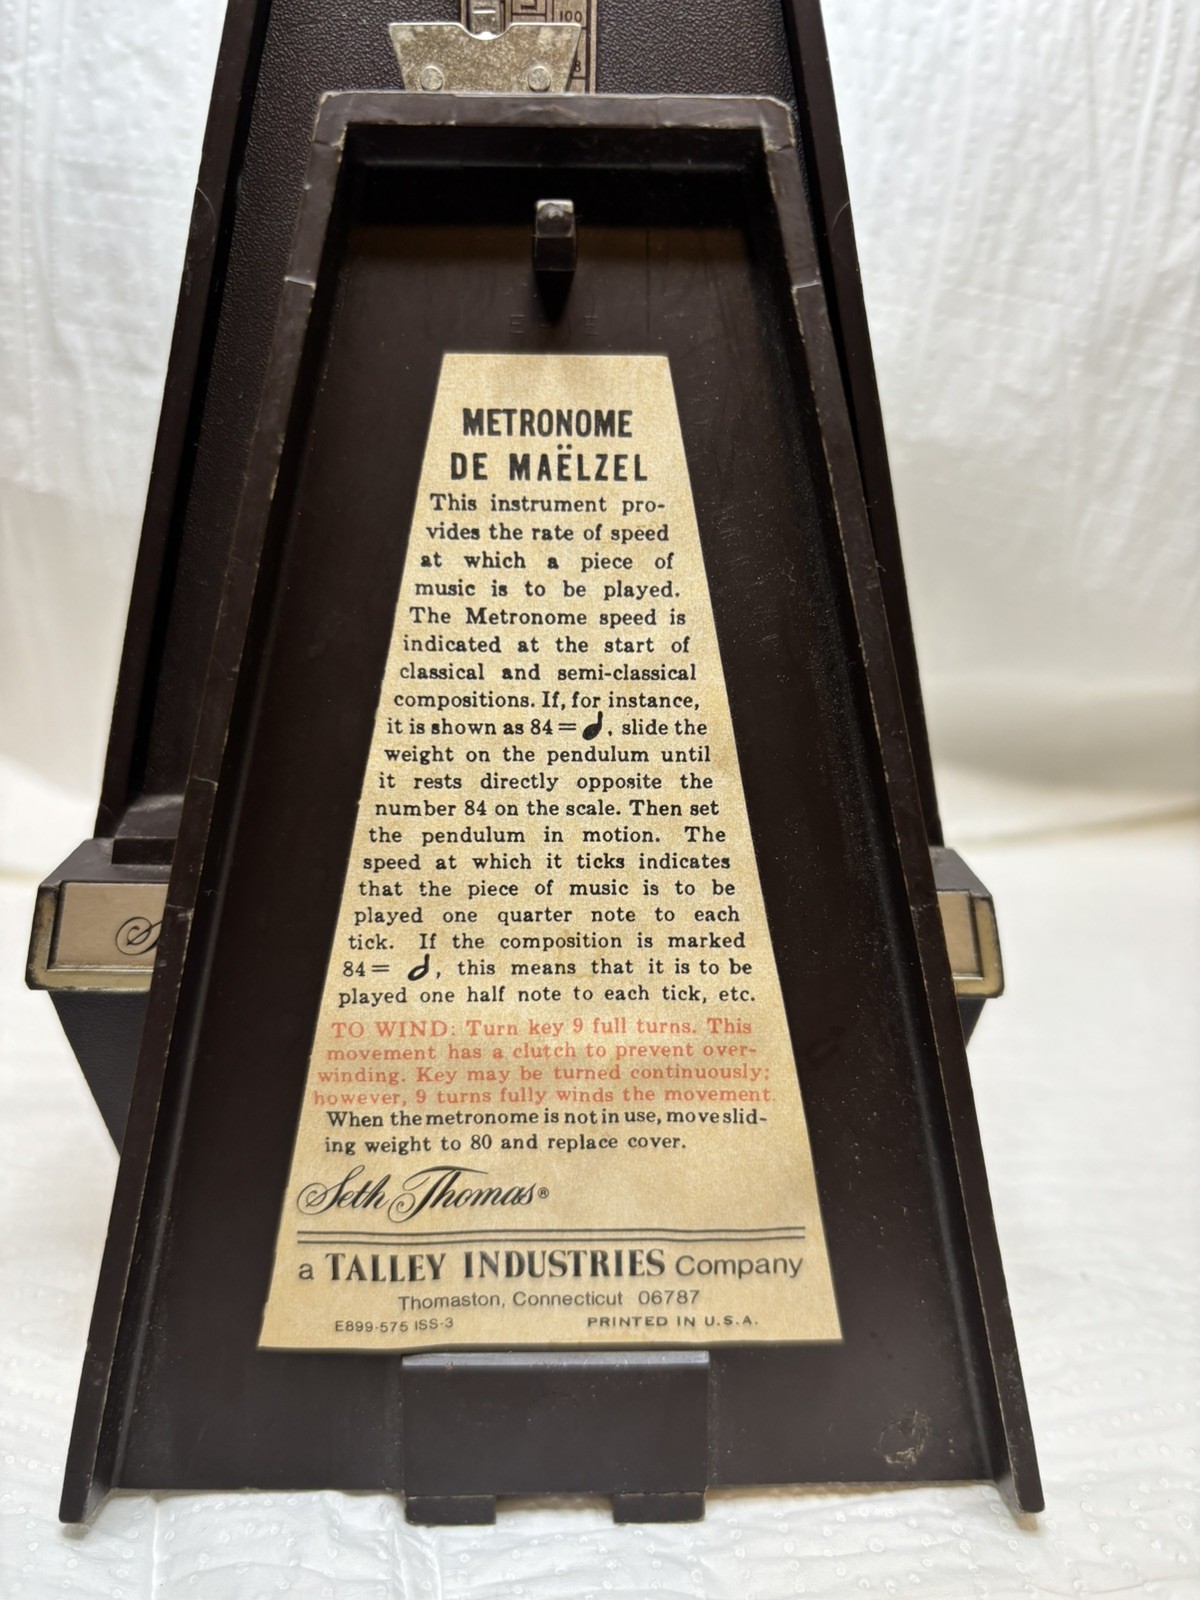 100
8
METRONOME
DE MAËLZEL
This instrument pro-
vides the rate of speed
at which a piece of
music is to be played.
The Metronome speed is
indicated at the start of
classical and semi-classical
compositions. If, for instance,
it is shown as 84 = 𝅘𝅥 , slide the
weight on the pendulum until
it rests directly opposite the
number 84 on the scale. Then set
the pendulum in motion. The
speed at which it ticks indicates
that the piece of music is to be
played one quarter note to each
tick. If the composition is marked
84 = 𝅗𝅥 , this means that it is to be
played one half note to each tick, etc.
TO WIND: Turn key 9 full turns. This
movement has a clutch to prevent over-
winding. Key may be turned continuously;
however, 9 turns fully winds the movement.
When the metronome is not in use, move slid-
ing weight to 80 and replace cover.
Seth Thomas®
a TALLEY INDUSTRIES Company
Thomaston, Connecticut 06787
E899-575 ISS-3 PRINTED IN U.S.A.